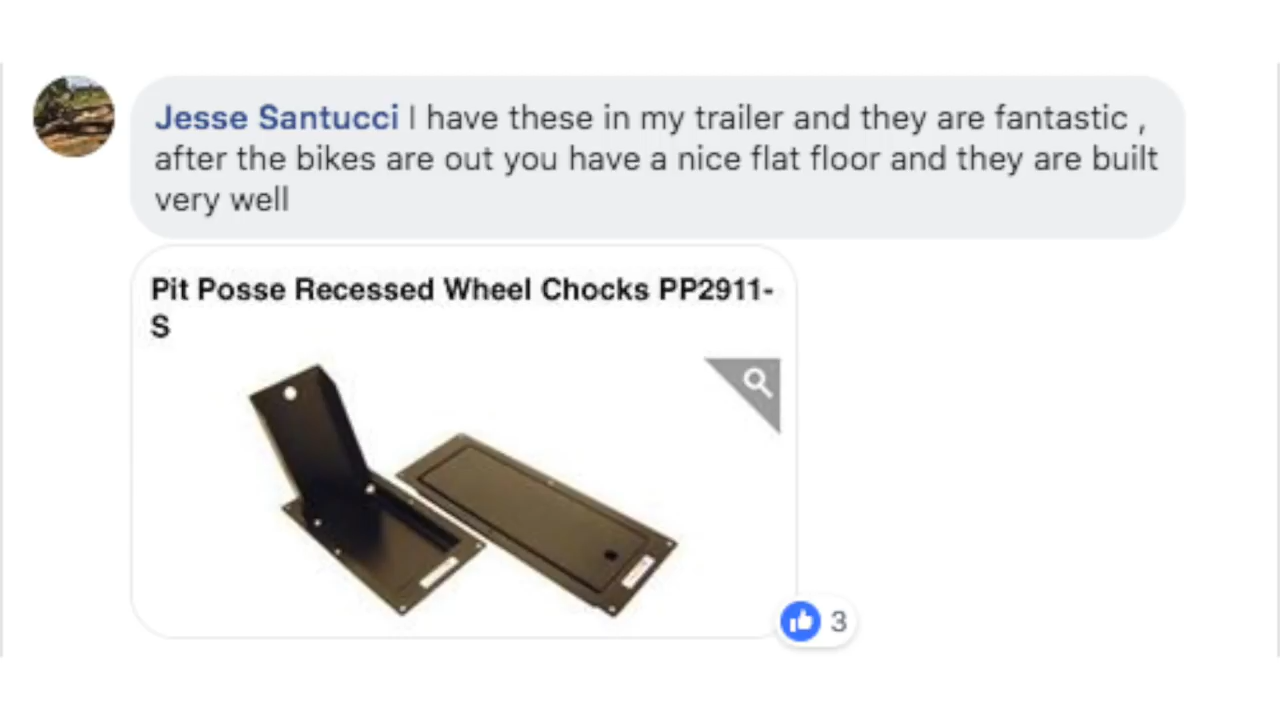 Jesse Santucci I have these in my trailer and they are fantastic ,
after the bikes are out you have a nice flat floor and they are built
very well
Pit Posse Recessed Wheel Chocks PP2911-
S
3